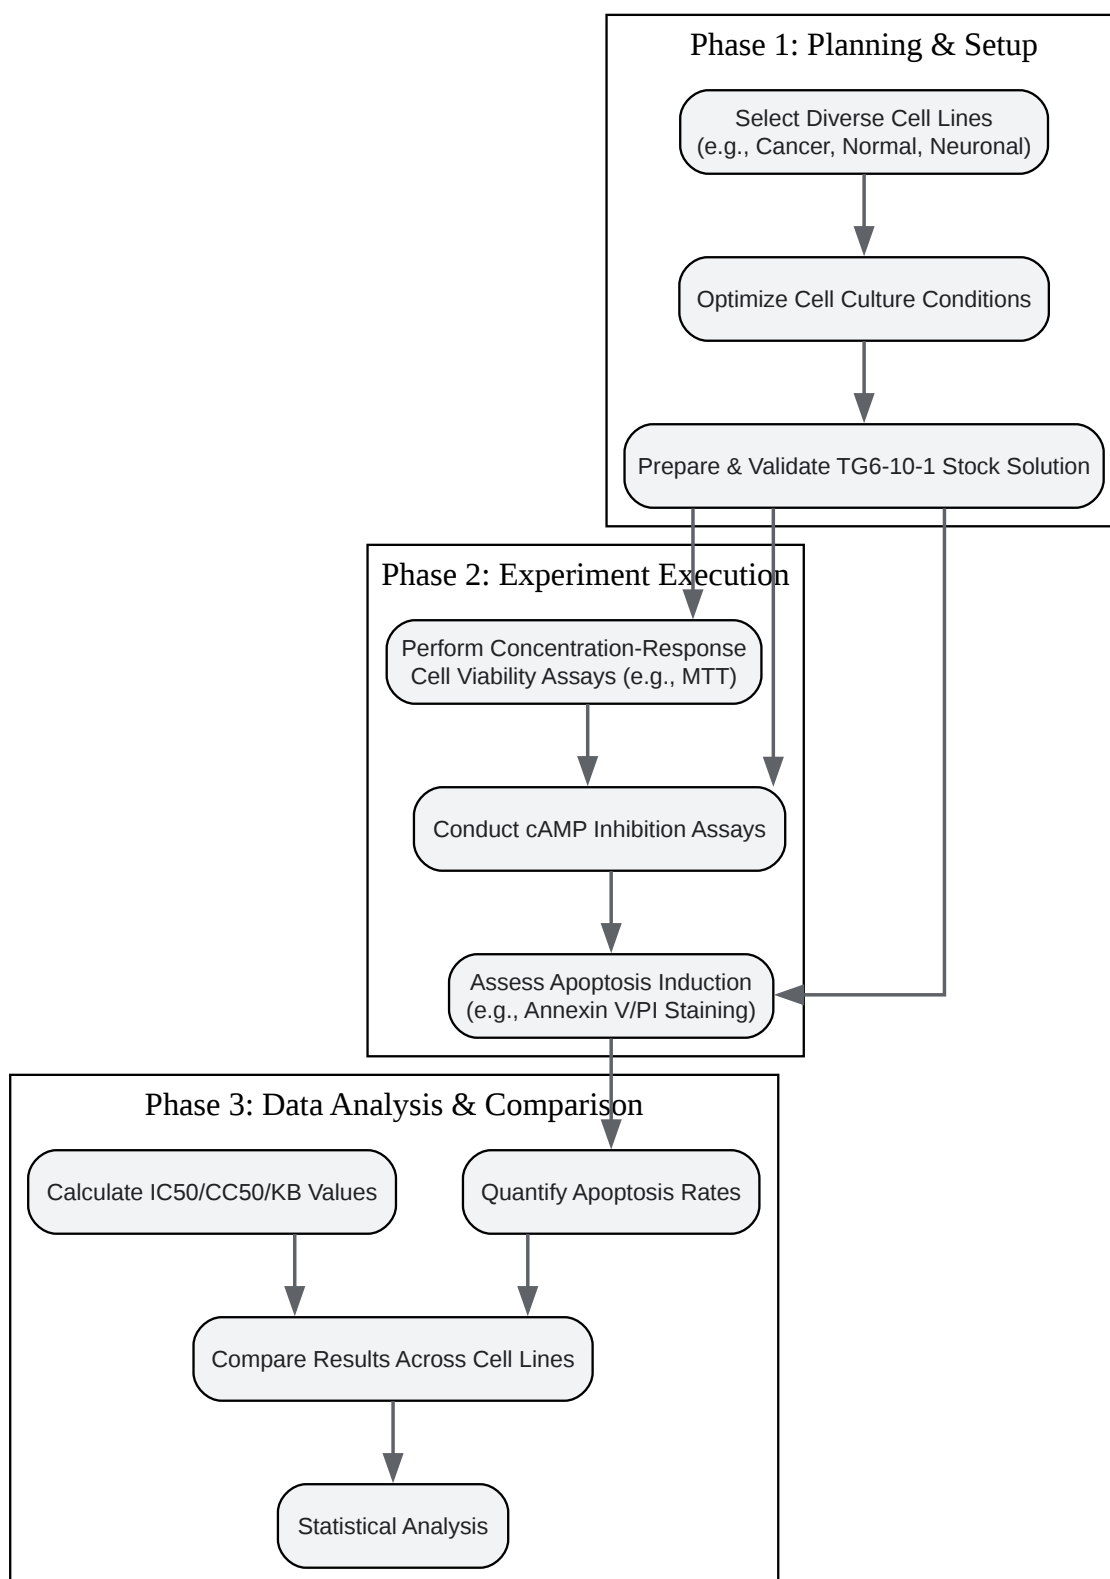 Phase 1: Planning & Setup
Select Diverse Cell Lines
(e.g., Cancer, Normal, Neuronal)
Optimize Cell Culture Conditions
Prepare & Validate TG6-10-1 Stock Solution
Phase 2: Experiment Execution
Perform Concentration-Response
Cell Viability Assays (e.g., MTT)
Conduct cAMP Inhibition Assays
Assess Apoptosis Induction
(e.g., Annexin V/PI Staining)
Phase 3: Data Analysis & Comparison
Calculate IC50/CC50/KB Values
Quantify Apoptosis Rates
Compare Results Across Cell Lines
Statistical Analysis